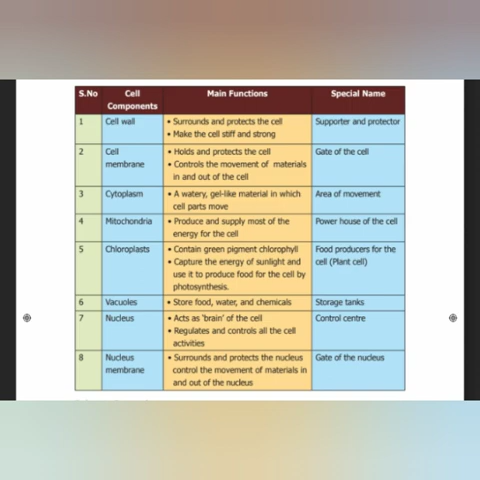 S.No Cell Components Main Functions Special Name
1 Cell wall • Surrounds and protects the cell Supporter and protector
• Make the cell stiff and strong
2 Cell membrane • Holds and protects the cell Gate of the cell
• Controls the movement of materials
in and out of the cell
3 Cytoplasm • A watery, gel-like material in which Area of movement
cell parts move
4 Mitochondria • Produce and supply most of the Power house of the cell
energy for the cell
5 Chloroplasts • Contain green pigment chlorophyll Food producers for the
• Capture the energy of sunlight and cell (Plant cell)
use it to produce food for the cell by
photosynthesis.
6 Vacuoles • Store food, water, and chemicals Storage tanks
7 Nucleus • Acts as 'brain' of the cell Control centre
• Regulates and controls all the cell
activities
8 Nucleus membrane • Surrounds and protects the nucleus Gate of the nucleus
control the movement of materials in
and out of the nucleus